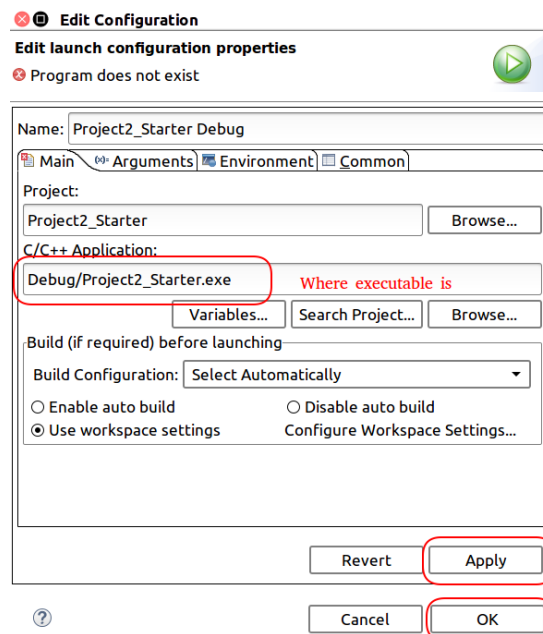 Edit Configuration
Edit launch configuration properties
Program does not exist
Name: Project2_Starter Debug
Main (x)= Arguments Environment Common
Project:
Project2_Starter Browse...
C/C++ Application:
Debug/Project2_Starter.exe Where executable is
Variables... Search Project... Browse...
Build (if required) before launching
Build Configuration: Select Automatically
Enable auto build Disable auto build
Use workspace settings Configure Workspace Settings...
Revert Apply
? Cancel OK